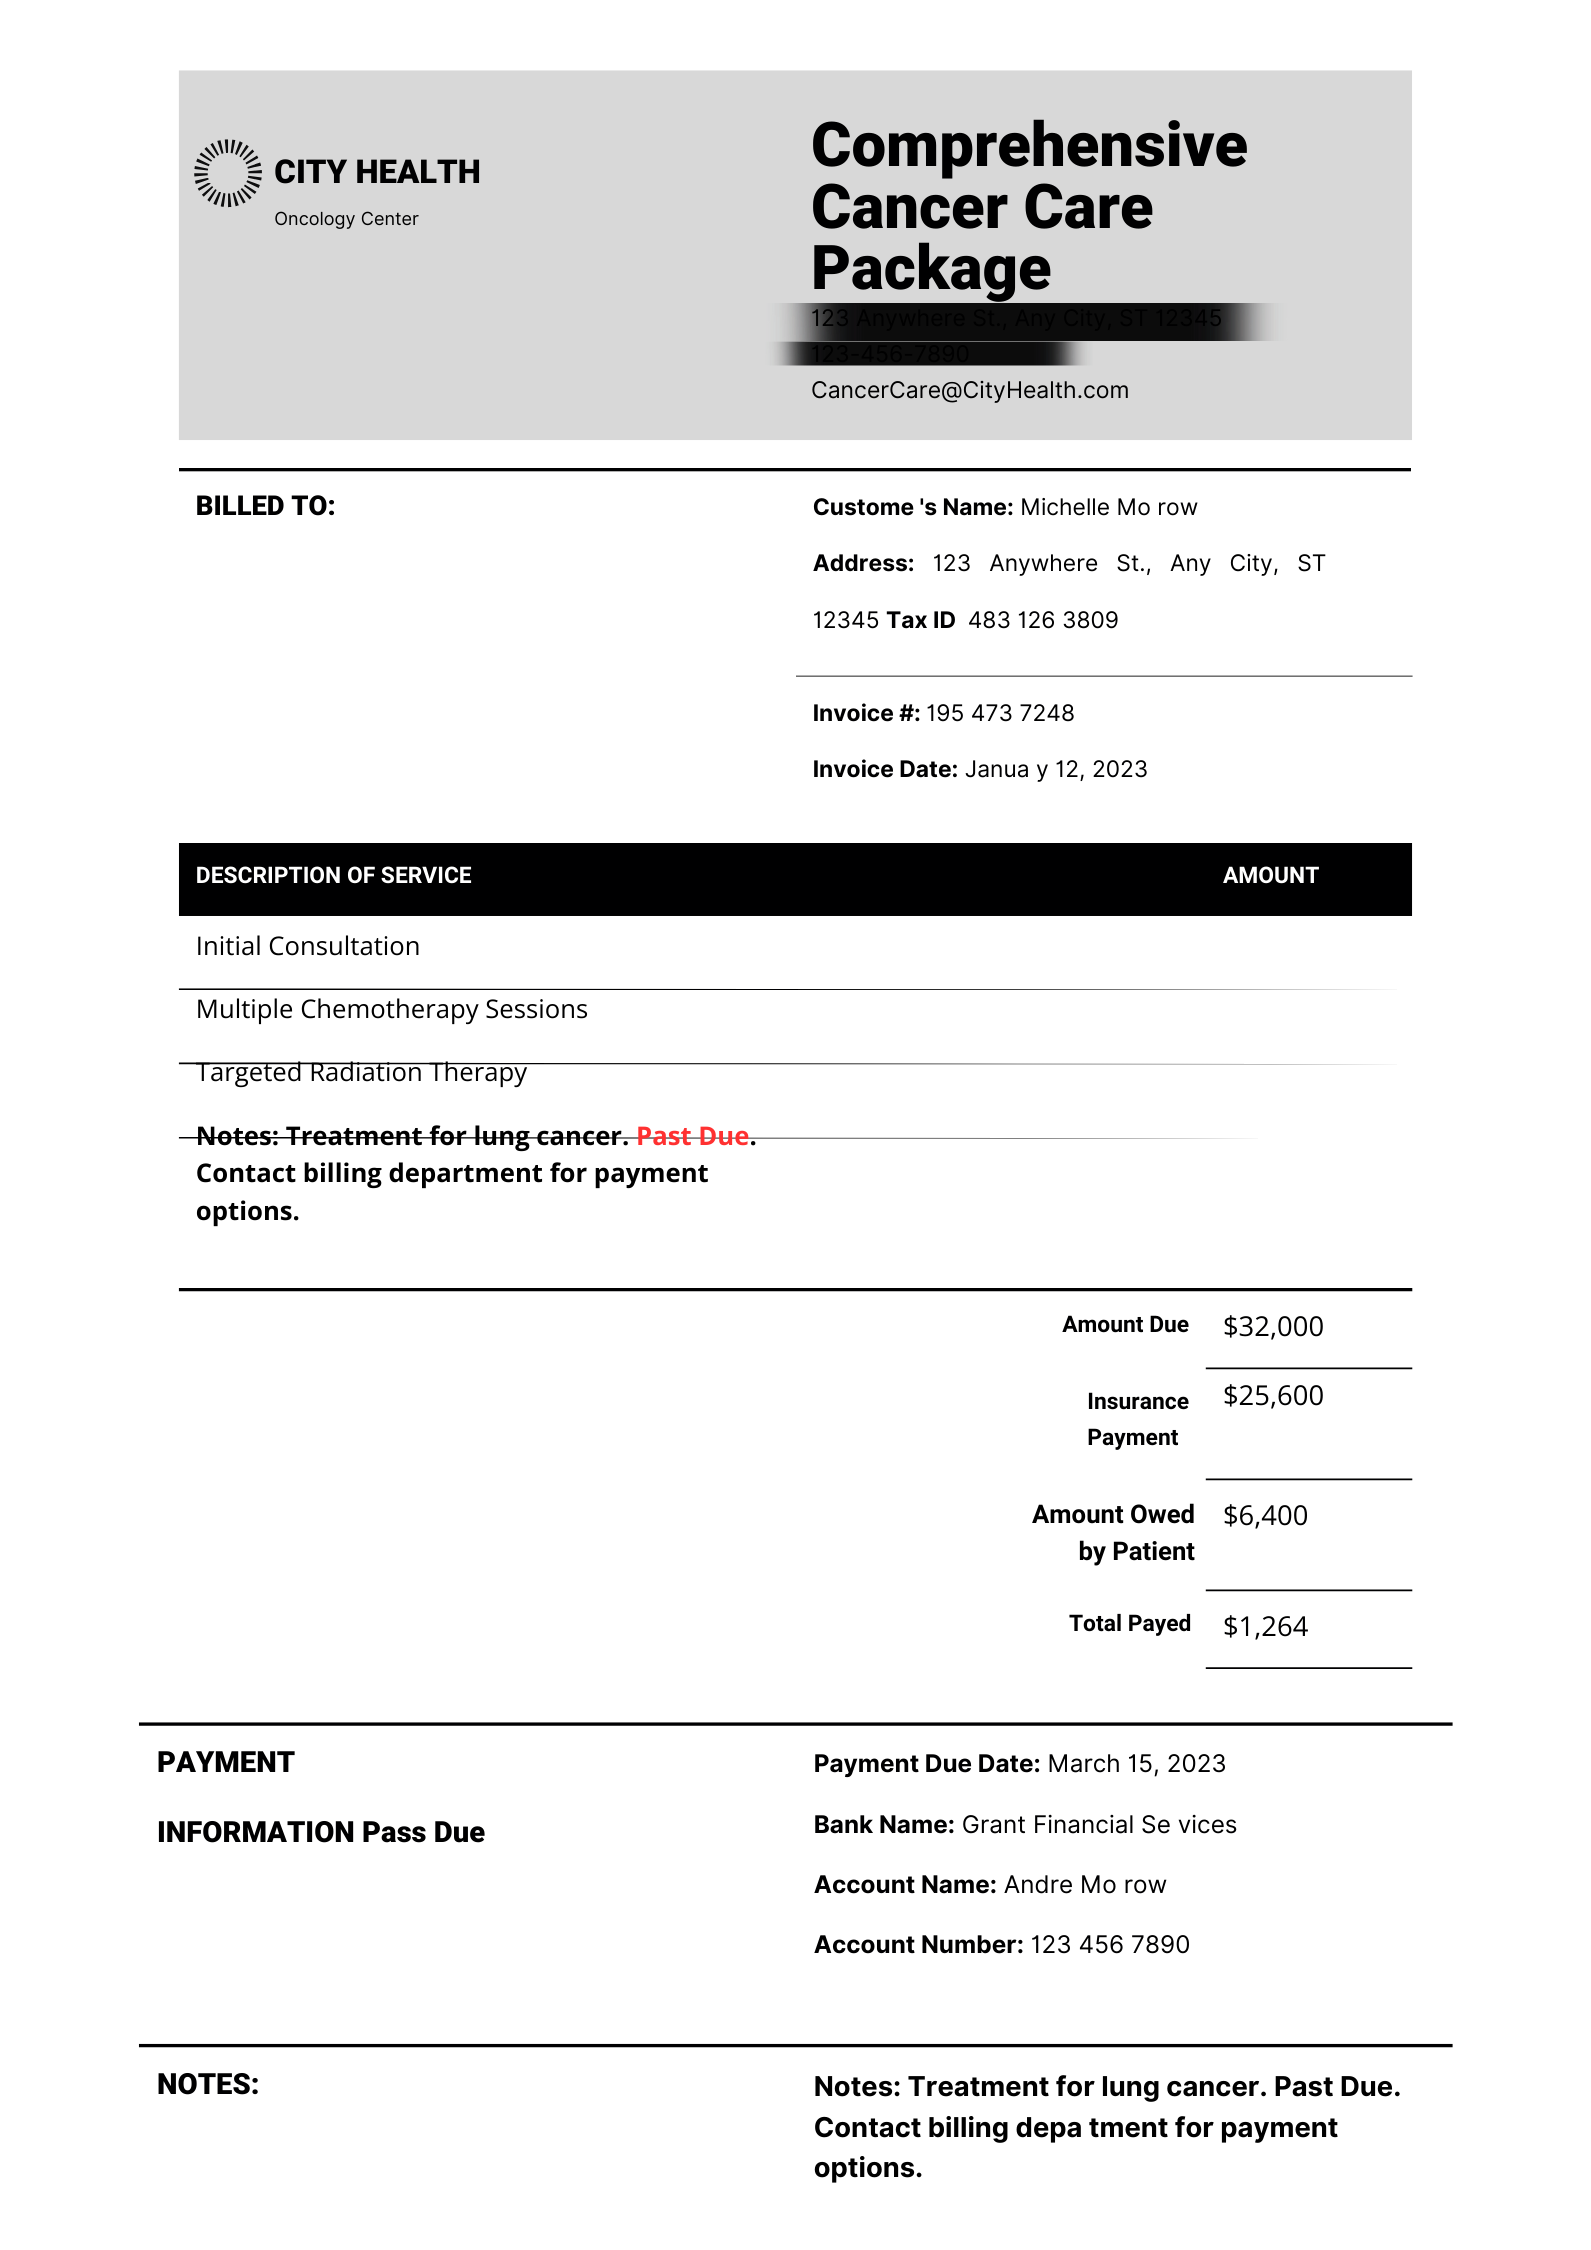 CITY HEALTH
Oncology Center
Comprehensive
Cancer Care
Package
123 Anywhere St., Any City, ST 12345
123-456-7890
CancerCare@CityHealth.com
BILLED TO:
Custome 's Name: Michelle Mo row
Address: 123 Anywhere St., Any City, ST
12345 Tax ID 483 126 3809
Invoice #: 195 473 7248
Invoice Date: Janua y 12, 2023
DESCRIPTION OF SERVICE AMOUNT
Initial Consultation
Multiple Chemotherapy Sessions
Targeted Radiation Therapy
Notes: Treatment for lung cancer. Past Due.
Contact billing department for payment
options.
Amount Due $32,000
Insurance $25,600
Payment
Amount Owed $6,400
by Patient
Total Payed $1,264
PAYMENT
INFORMATION Pass Due
Payment Due Date: March 15, 2023
Bank Name: Grant Financial Se vices
Account Name: Andre Mo row
Account Number: 123 456 7890
NOTES:
Notes: Treatment for lung cancer. Past Due.
Contact billing depa tment for payment
options.